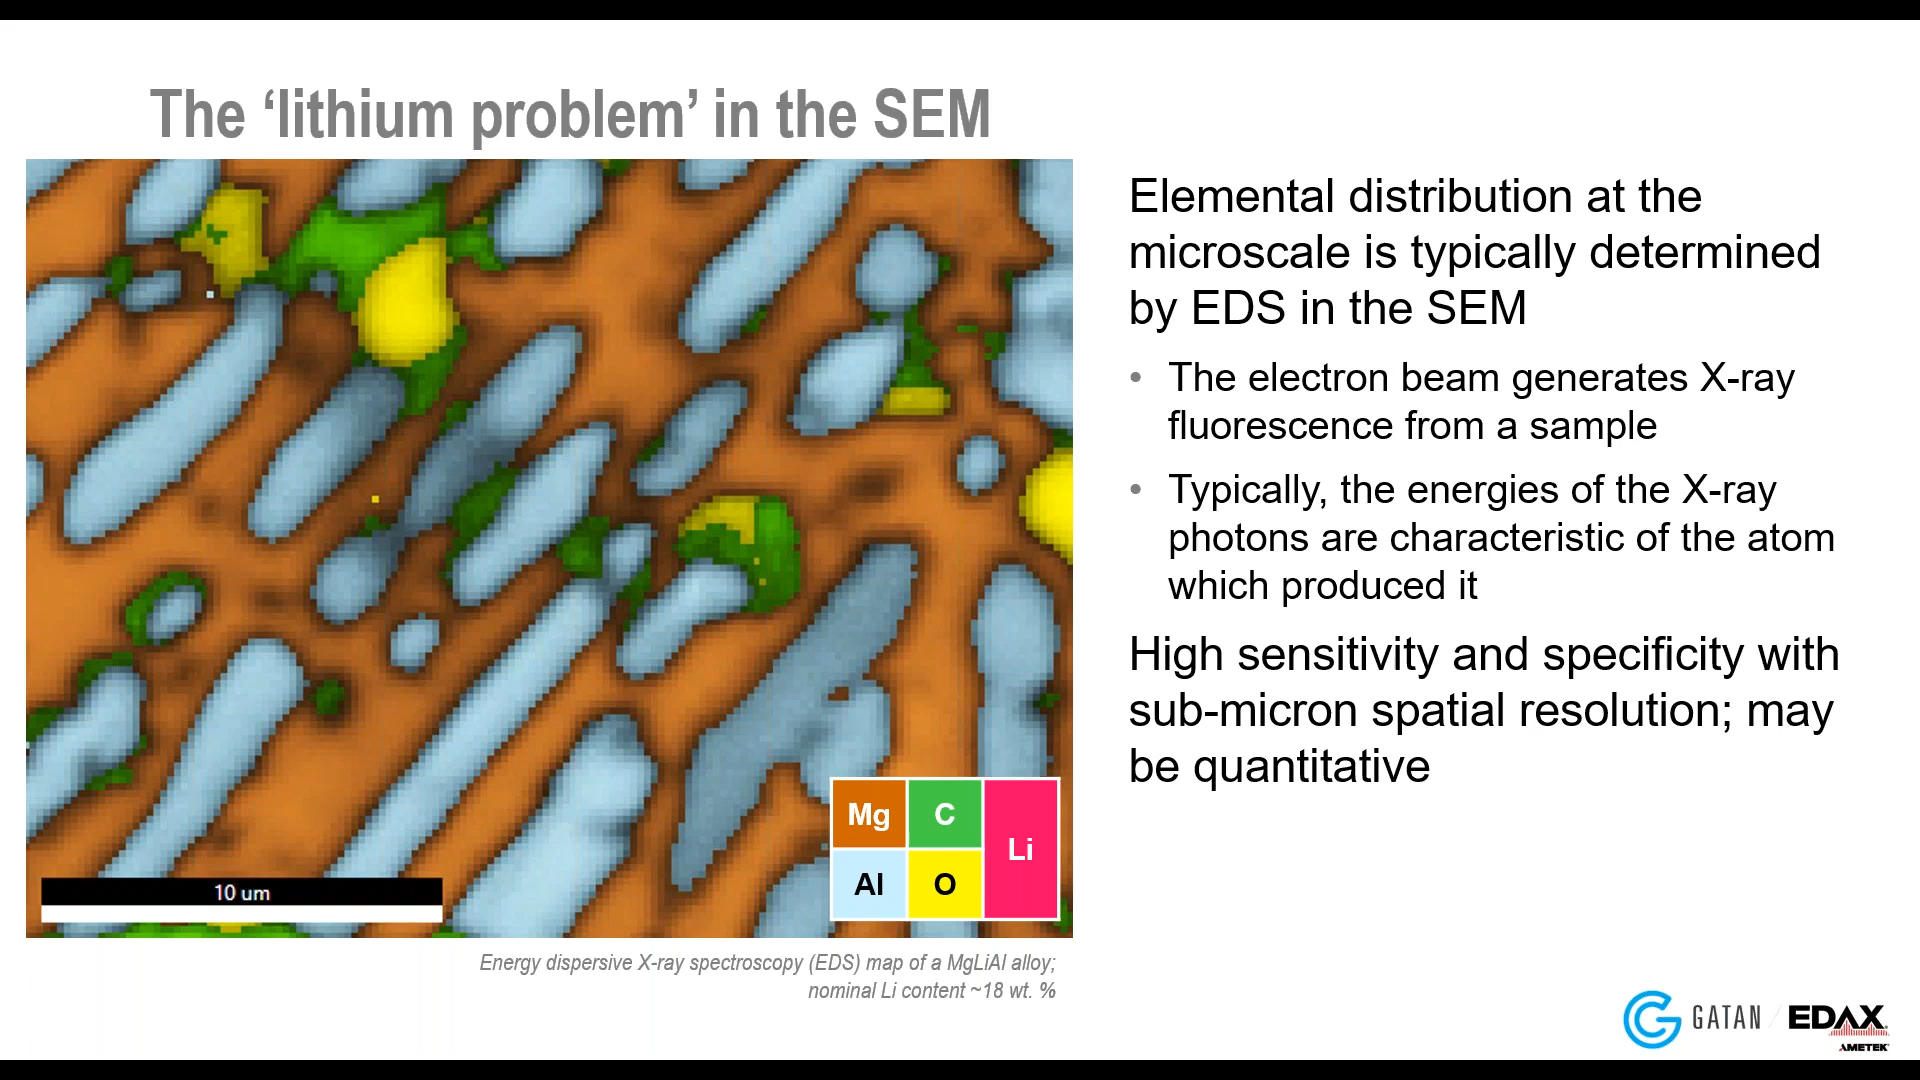 The ‘lithium problem’ in the SEM
Elemental distribution at the
microscale is typically determined
by EDS in the SEM
• The electron beam generates X-ray
fluorescence from a sample
• Typically, the energies of the X-ray
photons are characteristic of the atom
which produced it
High sensitivity and specificity with
sub-micron spatial resolution; may
be quantitative
Mg C Li
Al O
10 um
Energy dispersive X-ray spectroscopy (EDS) map of a MgLiAl alloy;
nominal Li content ~18 wt. %
GATAN / EDAX
AMETEK